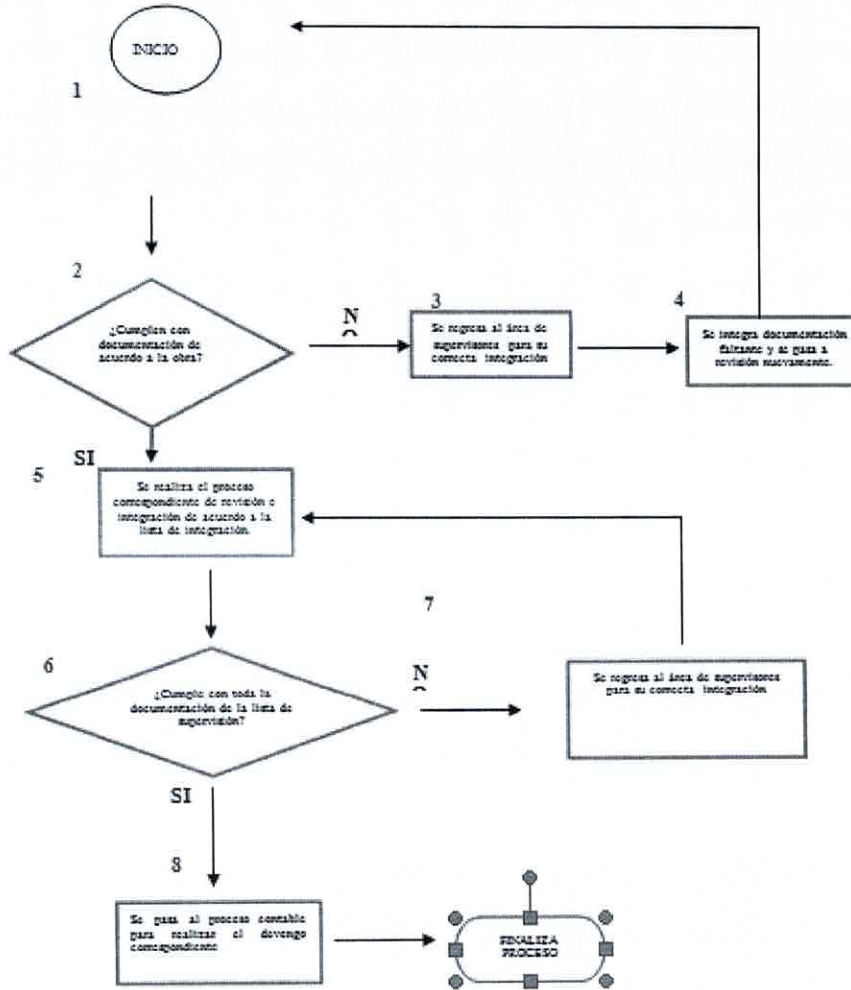 INICIO
1
2
¿Cumplen con
documentación de
acuerdo a la obra?
N
3
Se regresa al área de
supervisores para su
correcta integración
4
Se integra documentación
faltante y se pasa a
revisión nuevamente.
SI
5
Se realiza el proceso
correspondiente de revisión e
integración de acuerdo a la
lista de integración.
7
6
¿Cumple con toda la
documentación de la lista de
supervisión?
N
Se regresa al área de supervisores
para su correcta integración
SI
8
Se pasa al proceso contable
para realizar el devengo
correspondiente
FINALIZA
PROCESO